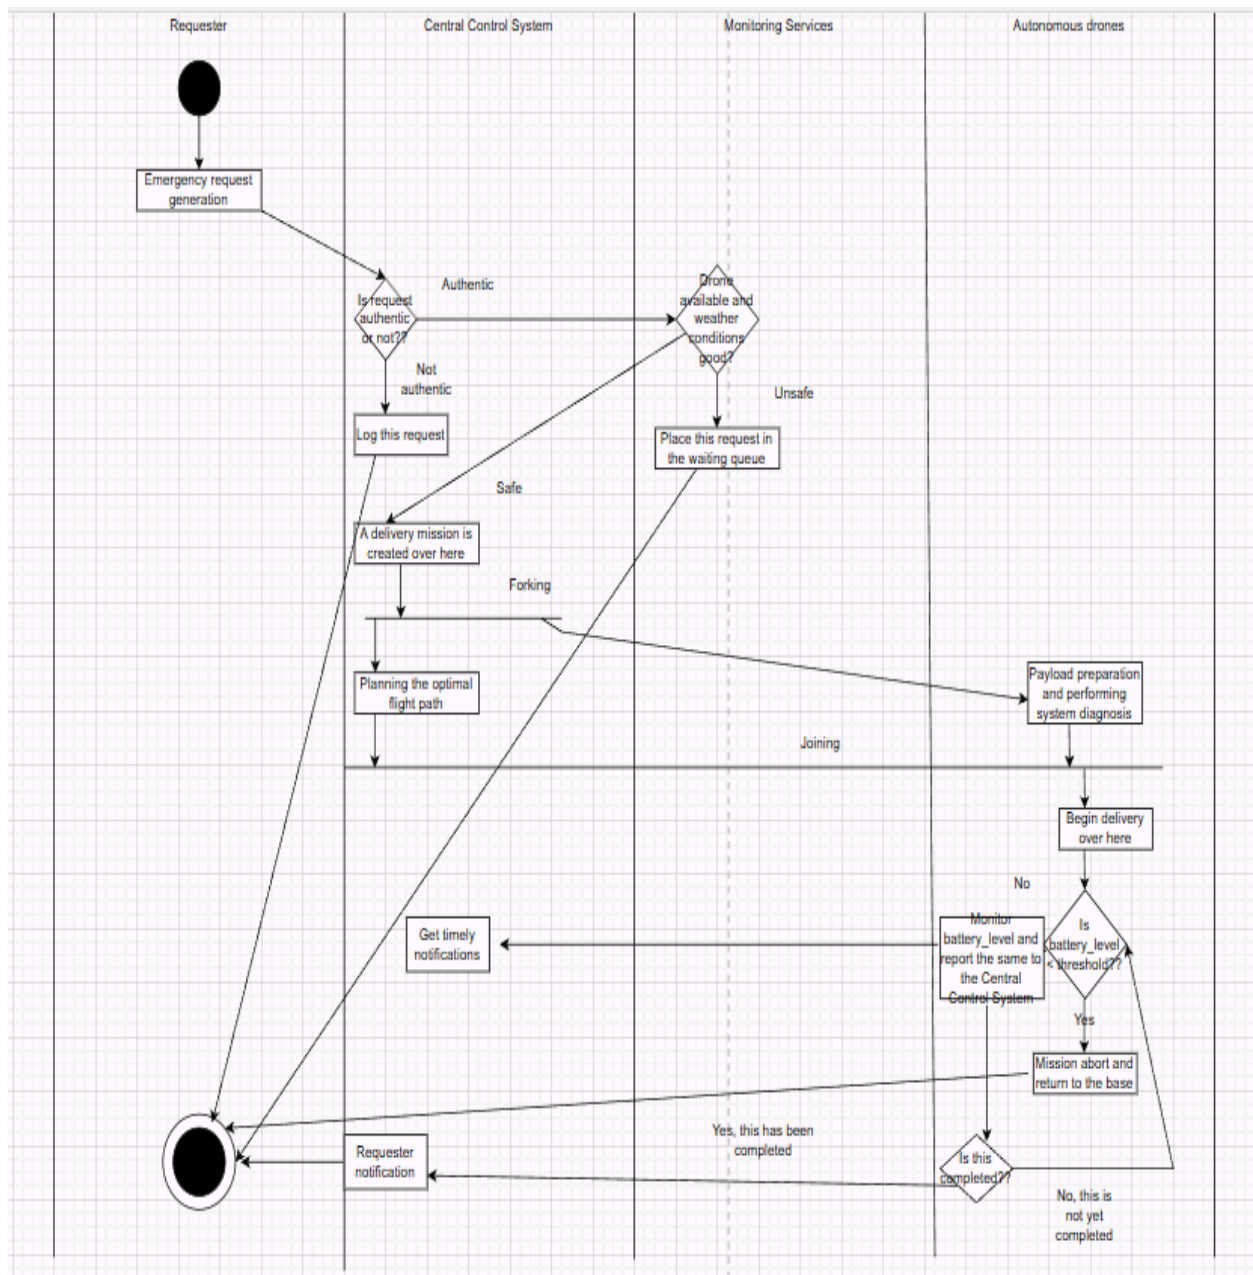 Requester
Central Control System
Monitoring Services
Autonomous drones
Emergency request
generation
Is request
authentic
or not??
Authentic
Drone
available and
weather
conditions
good?
Not
authentic
Unsafe
Log this request
Place this request in
the waiting queue
Safe
A delivery mission is
created over here
Forking
Planning the optimal
flight path
Payload preparation
and performing
system diagnosis
Joining
Begin delivery
over here
No
Get timely
notifications
Monitor
battery_level and
report the same to
the Central
Control System
Is
battery_level
< threshold??
Yes
Mission abort and
return to the base
Yes, this has been
completed
Requester
notification
Is this
completed??
No, this is
not yet
completed